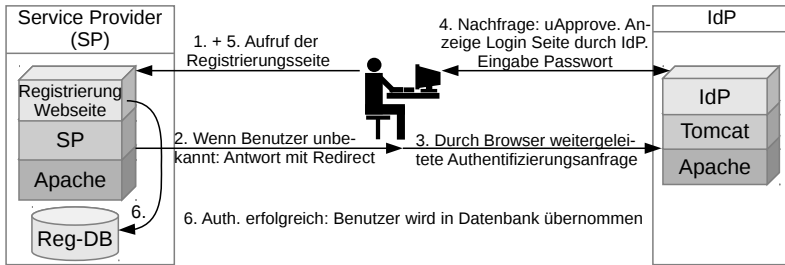 Service Provider
(SP)
Registrierung
Webseite
SP
Apache
6.
Reg-DB
1. + 5. Aufruf der
Registrierungsseite
2. Wenn Benutzer unbe-
kannt: Antwort mit Redirect
4. Nachfrage: uApprove. An-
zeige Login Seite durch IdP.
Eingabe Passwort
3. Durch Browser weitergelei-
tete Authentifizierungsanfrage
6. Auth. erfolgreich: Benutzer wird in Datenbank übernommen
IdP
IdP
Tomcat
Apache